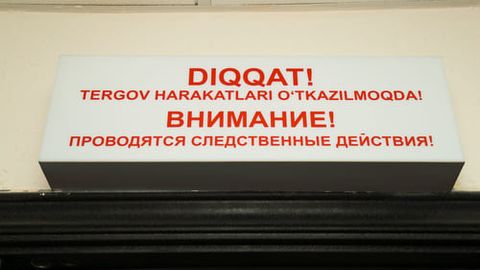 DIQQAT!
TERGOV HARAKATLARI O‘TKAZILMOQDA!
ВНИМАНИЕ!
ПРОВОДЯТСЯ СЛЕДСТВЕННЫЕ ДЕЙСТВИЯ!